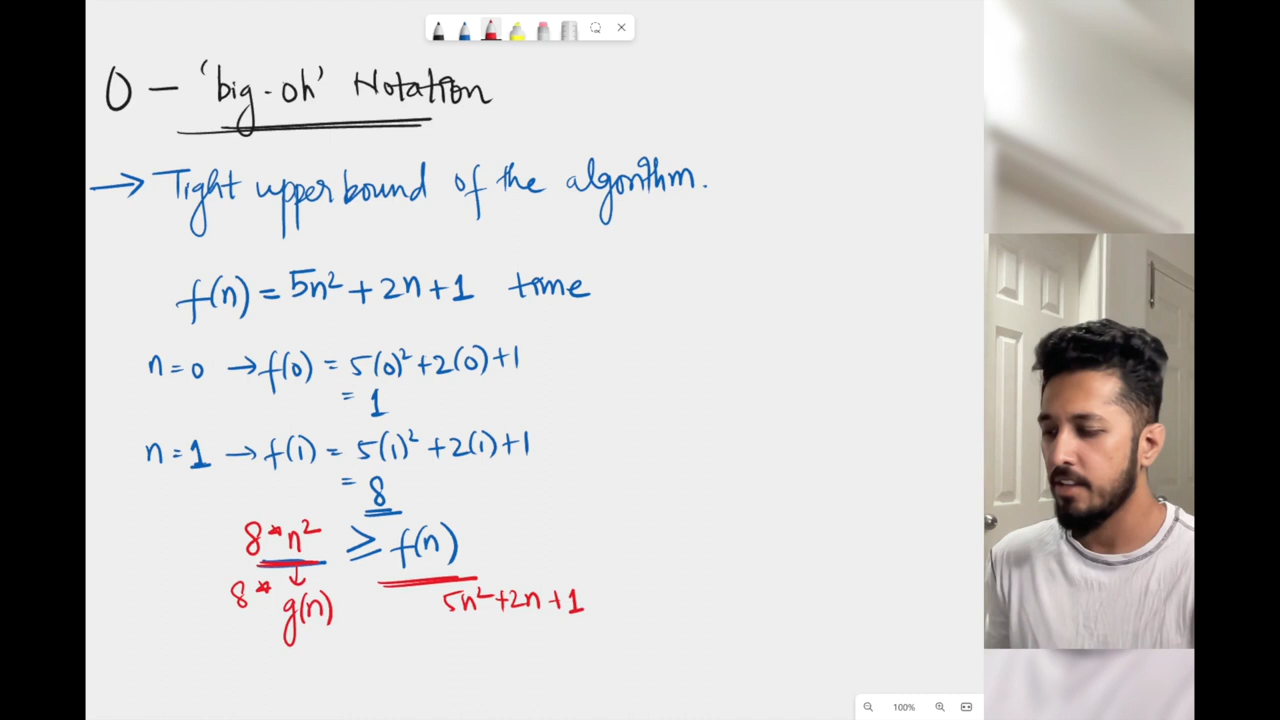 O - 'big-oh' Notation
→ Tight upper bound of the algorithm.
f(n) = 5n² + 2n + 1 time
n = 0 → f(0) = 5(0)² + 2(0) + 1
= 1
n = 1 → f(1) = 5(1)² + 2(1) + 1
= 8
8*n² ≥ f(n)
8* g(n) 5n² + 2n + 1
100%